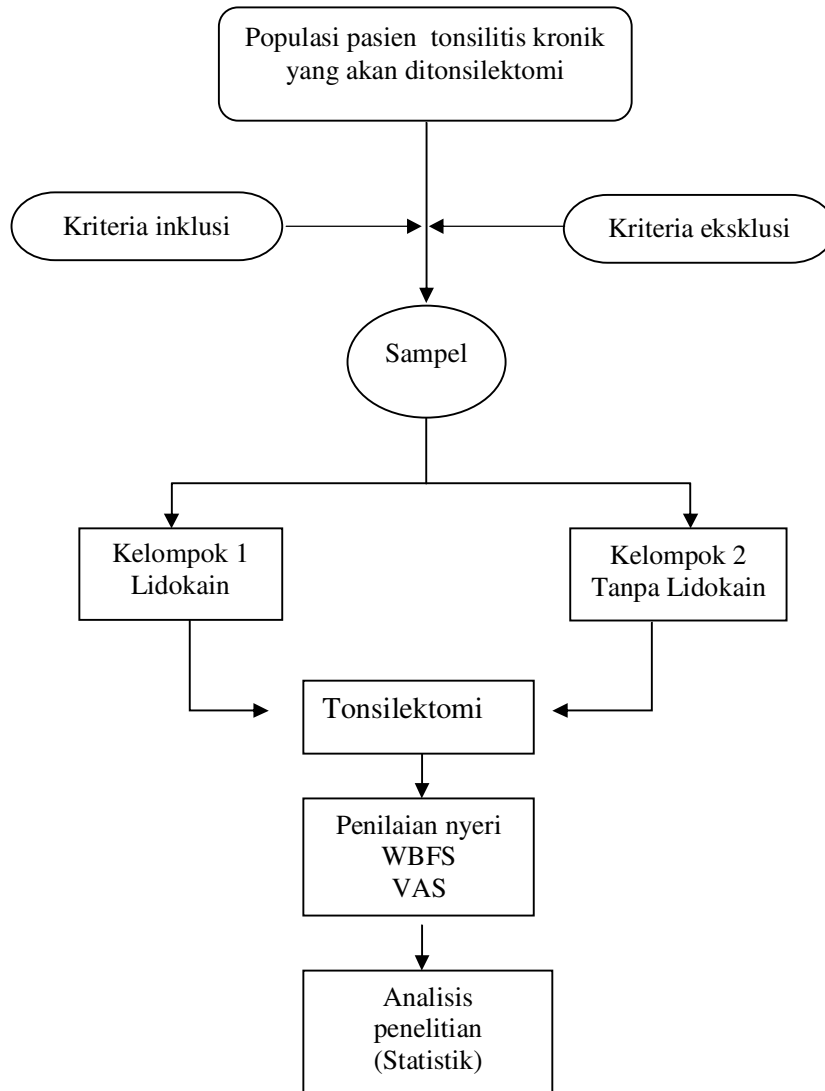 Populasi pasien tonsilitis kronik
yang akan ditonsilektomi
Kriteria inklusi
Kriteria eksklusi
Sampel
Kelompok 1
Lidokain
Kelompok 2
Tanpa Lidokain
Tonsilektomi
Penilaian nyeri
WBFS
VAS
Analisis
penelitian
(Statistik)